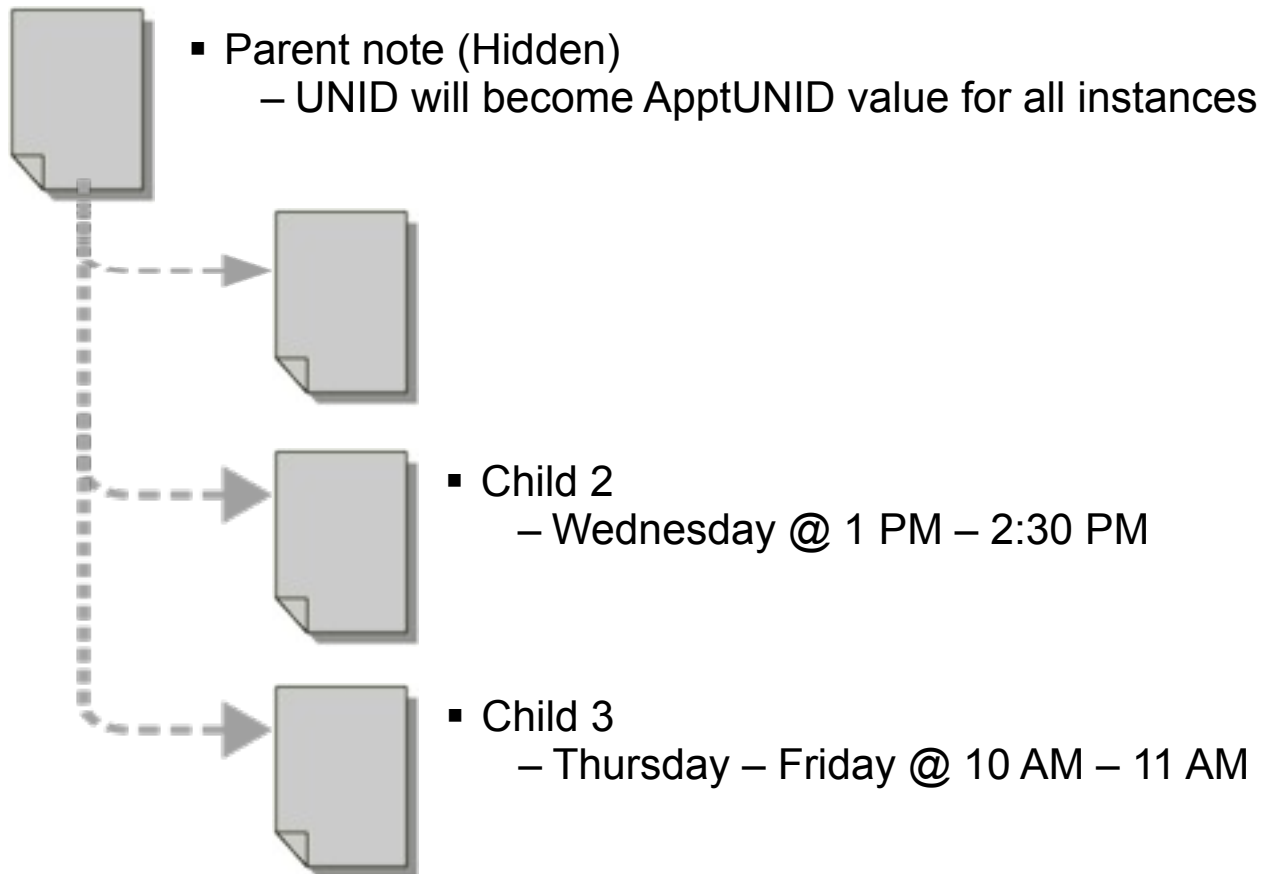 ▪ Parent note (Hidden)
– UNID will become ApptUNID value for all instances
▪ Child 2
– Wednesday @ 1 PM – 2:30 PM
▪ Child 3
– Thursday – Friday @ 10 AM – 11 AM